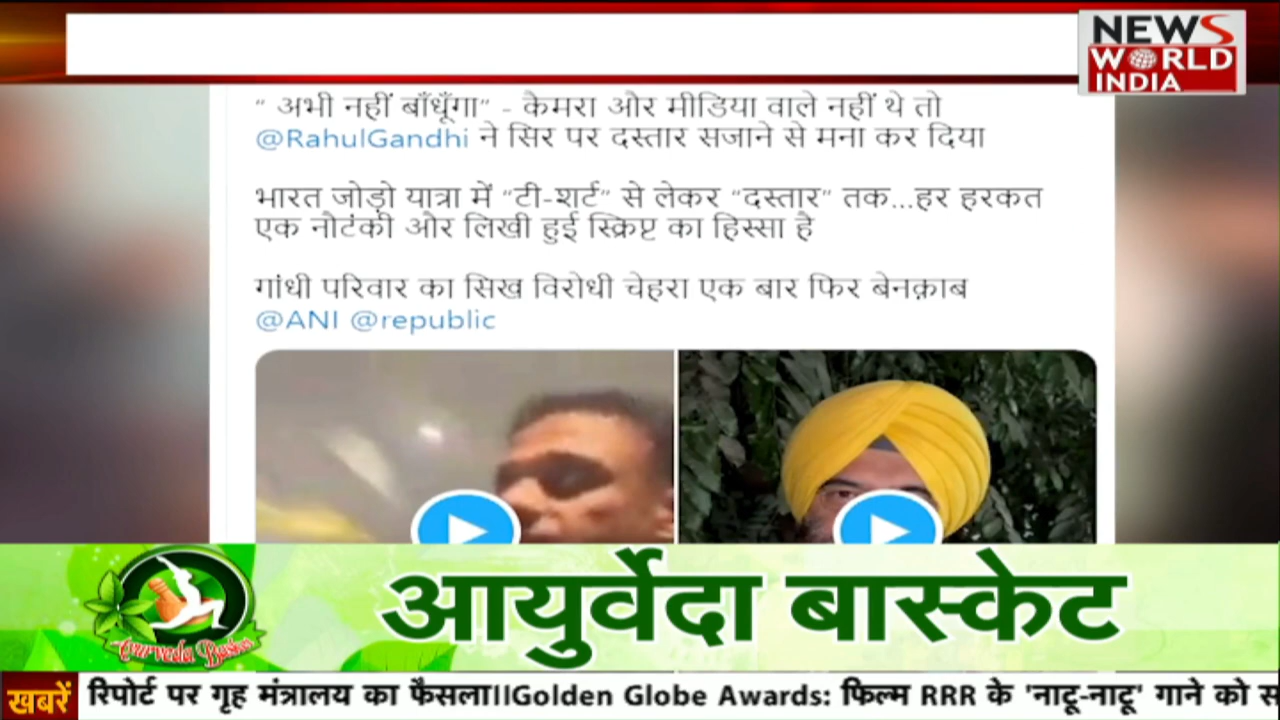 NEWS
WORLD
INDIA
“ अभी नहीं बाँधूँगा” - कैमरा और मीडिया वाले नहीं थे तो
@RahulGandhi ने सिर पर दस्तार सजाने से मना कर दिया
भारत जोड़ो यात्रा में “टी-शर्ट” से लेकर “दस्तार” तक...हर हरकत
एक नौटंकी और लिखी हुई स्क्रिप्ट का हिस्सा है
गांधी परिवार का सिख विरोधी चेहरा एक बार फिर बेनक़ाब
@ANI @republic
आयुर्वेदा बास्केट
Ayurveda Basket
खबरें
रिपोर्ट पर गृह मंत्रालय का फैसला||Golden Globe Awards: फिल्म RRR के 'नाटू-नाटू' गाने को